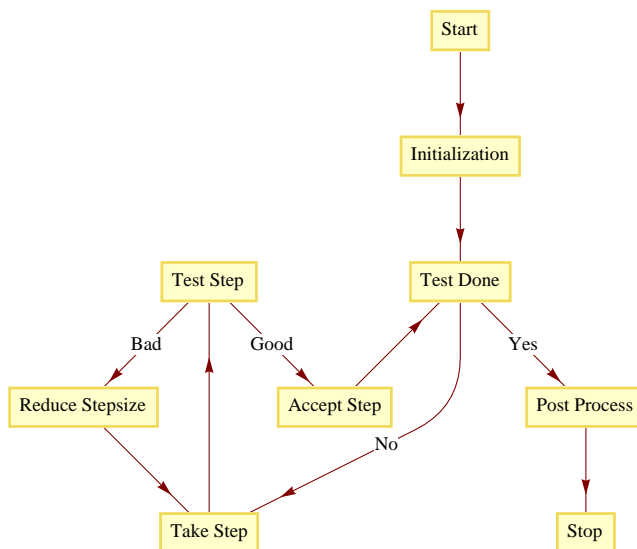 Start
Initialization
Test Step
Test Done
Bad
Good
Yes
Reduce Stepsize
Accept Step
Post Process
No
Take Step
Stop